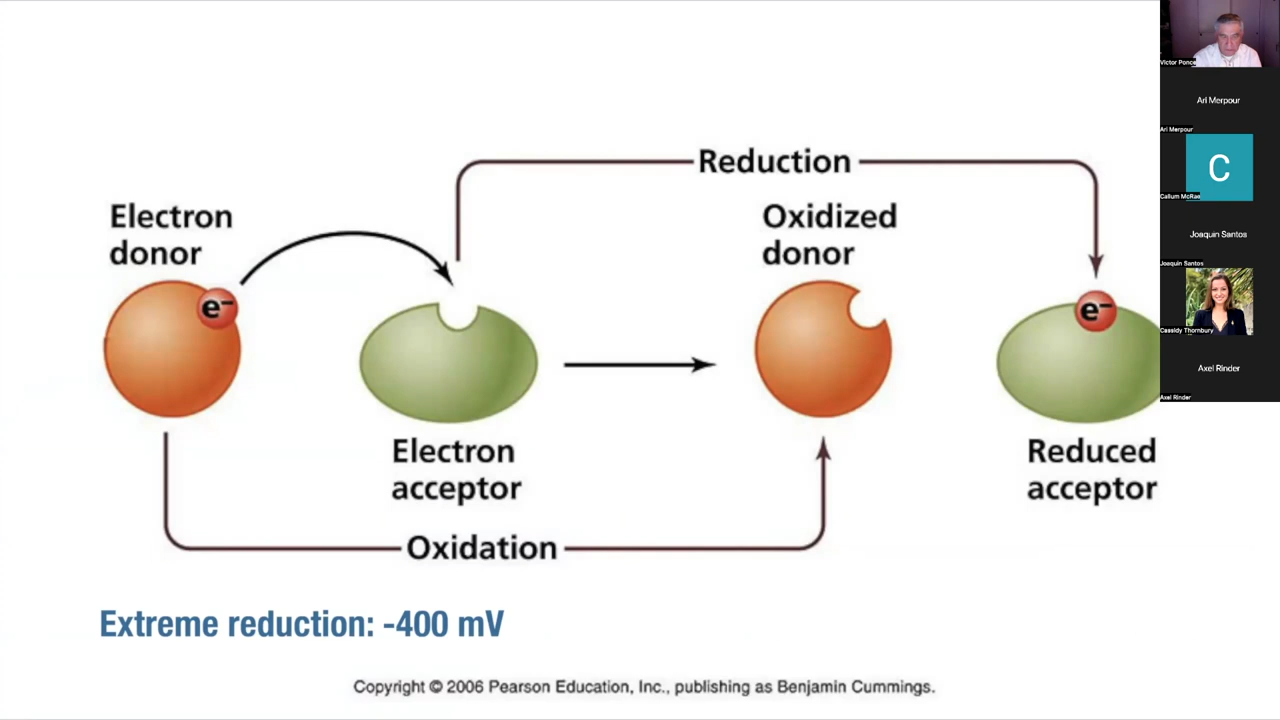 Reduction
Electron
donor
Oxidized
donor
e⁻
e⁻
Electron
acceptor
Reduced
acceptor
Oxidation
Extreme reduction: -400 mV
Copyright © 2006 Pearson Education, Inc., publishing as Benjamin Cummings.
Victor Ponce
Ari Merpour
Ari Merpour
C
Callum McRae
Joaquin Santos
Joaquin Santos
Cassidy Thornbury
Axel Rinder
Axel Rinder